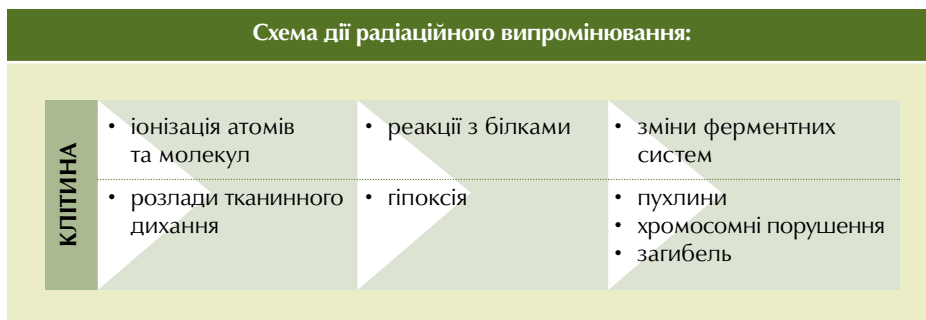 Схема дії радіаційного випромінювання:
КЛІТИНА
• іонізація атомів
та молекул
• реакції з білками
• зміни ферментних
систем
• розлади тканинного
дихання
• гіпоксія
• пухлини
• хромосомні порушення
• загибель